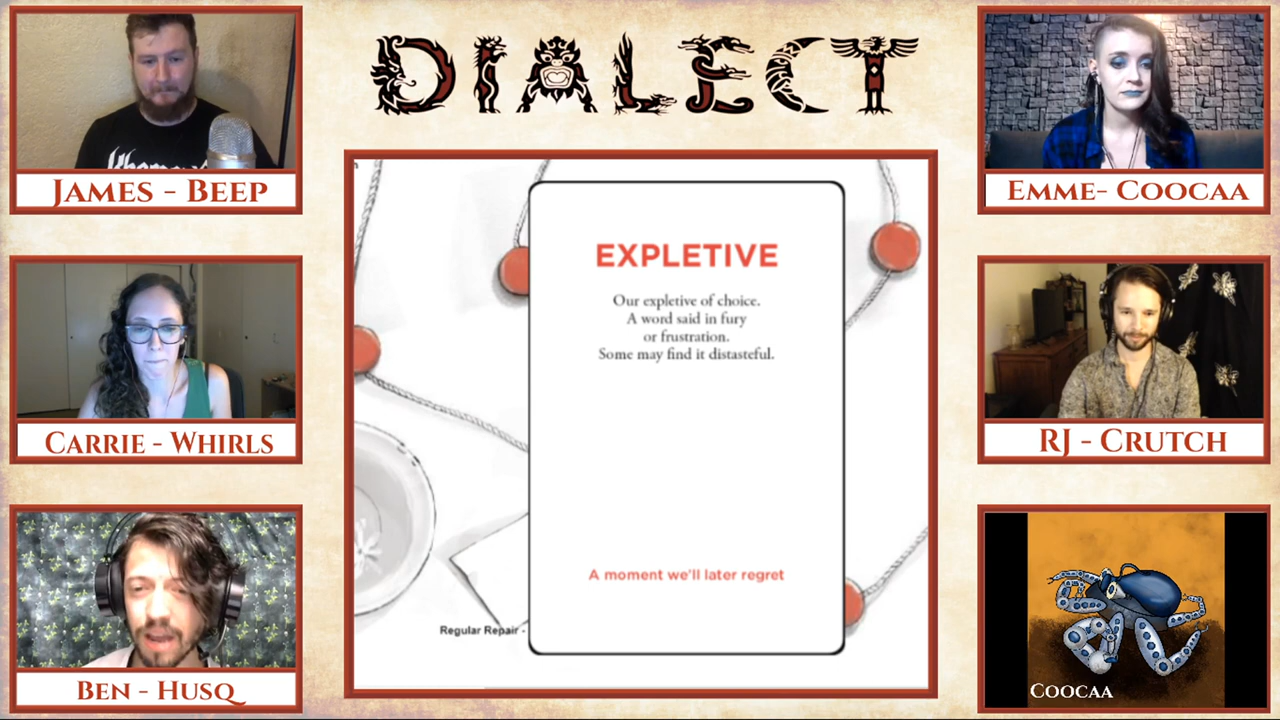 DIALECT
James - Beep
Carrie - Whirls
Ben - Husq
EXPLETIVE
Our expletive of choice.
A word said in fury
or frustration.
Some may find it distasteful.
A moment we'll later regret
Regular Repair -
Emme- Coocaa
RJ - Crutch
Coocaa